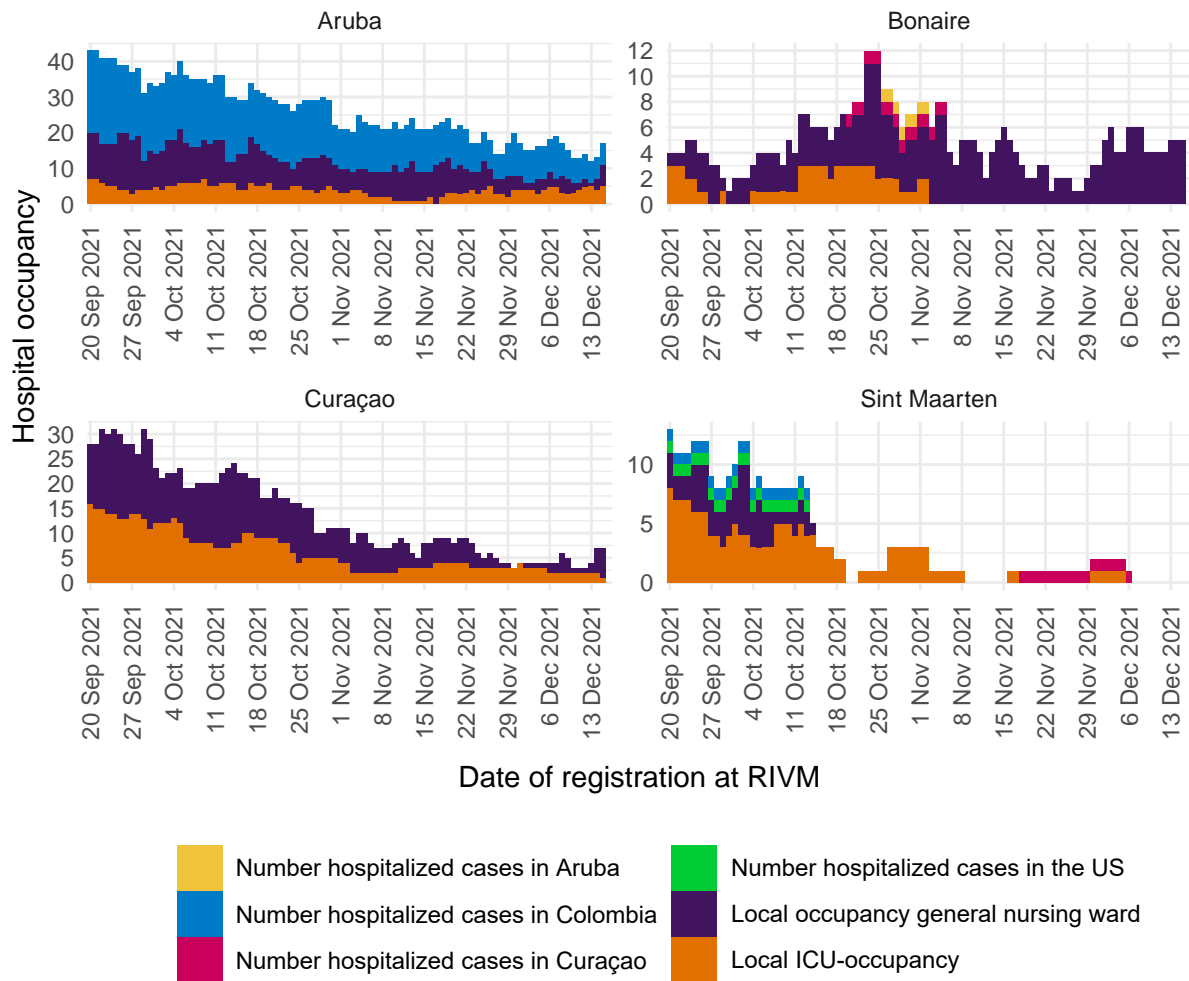 Aruba
Bonaire
40
30
20
10
0
12
10
8
6
4
2
0
20 Sep 2021
27 Sep 2021
4 Oct 2021
11 Oct 2021
18 Oct 2021
25 Oct 2021
1 Nov 2021
8 Nov 2021
15 Nov 2021
22 Nov 2021
29 Nov 2021
6 Dec 2021
13 Dec 2021
20 Sep 2021
27 Sep 2021
4 Oct 2021
11 Oct 2021
18 Oct 2021
25 Oct 2021
1 Nov 2021
8 Nov 2021
15 Nov 2021
22 Nov 2021
29 Nov 2021
6 Dec 2021
13 Dec 2021
Hospital occupancy
Curaçao
Sint Maarten
30
25
20
15
10
5
0
10
5
0
20 Sep 2021
27 Sep 2021
4 Oct 2021
11 Oct 2021
18 Oct 2021
25 Oct 2021
1 Nov 2021
8 Nov 2021
15 Nov 2021
22 Nov 2021
29 Nov 2021
6 Dec 2021
13 Dec 2021
20 Sep 2021
27 Sep 2021
4 Oct 2021
11 Oct 2021
18 Oct 2021
25 Oct 2021
1 Nov 2021
8 Nov 2021
15 Nov 2021
22 Nov 2021
29 Nov 2021
6 Dec 2021
13 Dec 2021
Date of registration at RIVM
Number hospitalized cases in Aruba
Number hospitalized cases in Colombia
Number hospitalized cases in Curaçao
Number hospitalized cases in the US
Local occupancy general nursing ward
Local ICU-occupancy